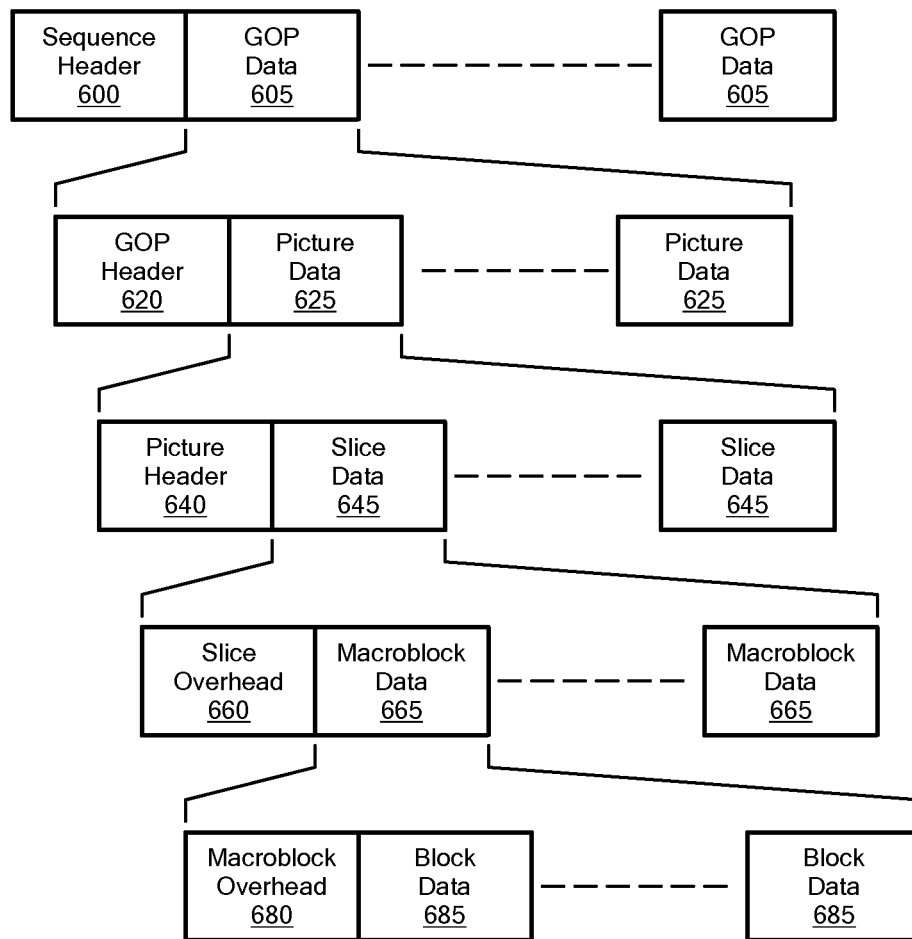 Sequence
Header
600
GOP
Data
605
GOP
Data
605
GOP
Header
620
Picture
Data
625
Picture
Data
625
Picture
Header
640
Slice
Data
645
Slice
Data
645
Slice
Overhead
660
Macroblock
Data
665
Macroblock
Data
665
Macroblock
Overhead
680
Block
Data
685
Block
Data
685